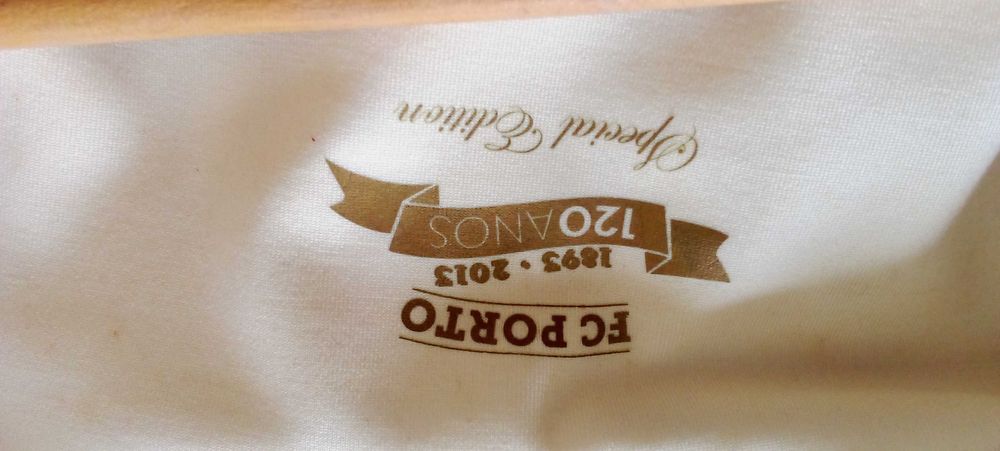 FC PORTO
1893 · 2013
120 ANOS
Special Edition